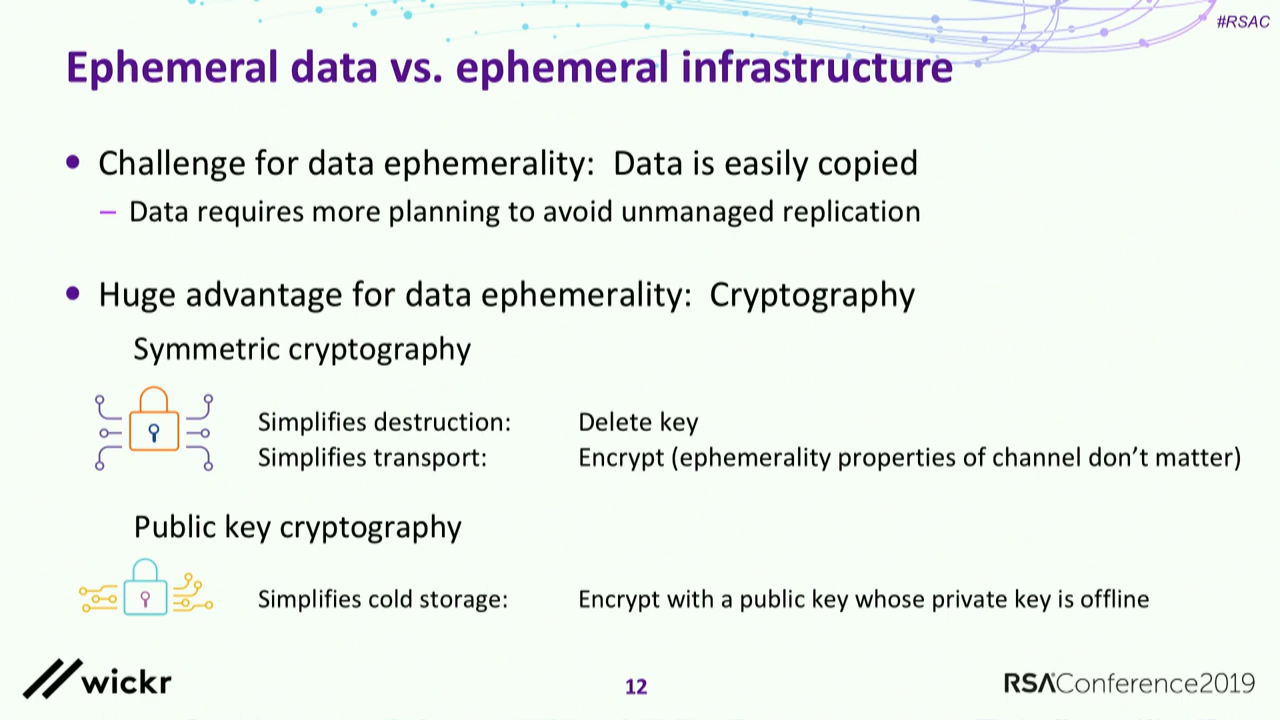 #RSAC
Ephemeral data vs. ephemeral infrastructure
• Challenge for data ephemerality: Data is easily copied
– Data requires more planning to avoid unmanaged replication
• Huge advantage for data ephemerality: Cryptography
Symmetric cryptography
Simplifies destruction: Delete key
Simplifies transport: Encrypt (ephemerality properties of channel don’t matter)
Public key cryptography
Simplifies cold storage: Encrypt with a public key whose private key is offline
wickr
12
RSAConference2019